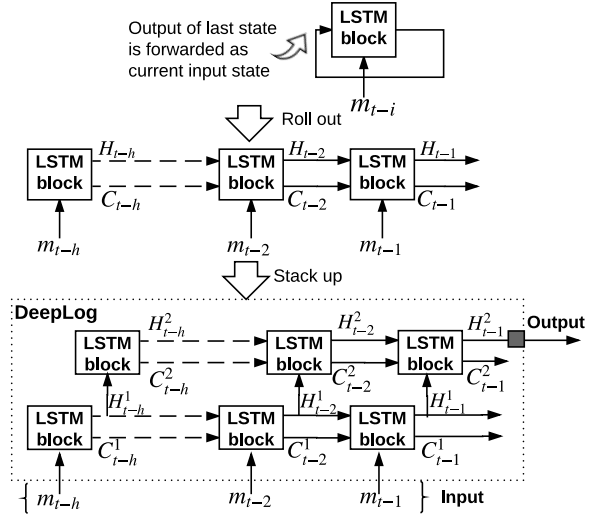 Output of last state
is forwarded as
current input state
LSTM
block
m_{t-i}
Roll out
LSTM
block
H_{t-h}
C_{t-h}
LSTM
block
H_{t-2}
C_{t-2}
LSTM
block
H_{t-1}
C_{t-1}
m_{t-h}
m_{t-2}
m_{t-1}
Stack up
DeepLog
LSTM
block
H^2_{t-h}
C^2_{t-h}
LSTM
block
H^2_{t-2}
C^2_{t-2}
LSTM
block
H^2_{t-1}
C^2_{t-1}
Output
LSTM
block
H^1_{t-h}
C^1_{t-h}
LSTM
block
H^1_{t-2}
C^1_{t-2}
LSTM
block
H^1_{t-1}
C^1_{t-1}
{ m_{t-h}
m_{t-2}
m_{t-1} } Input